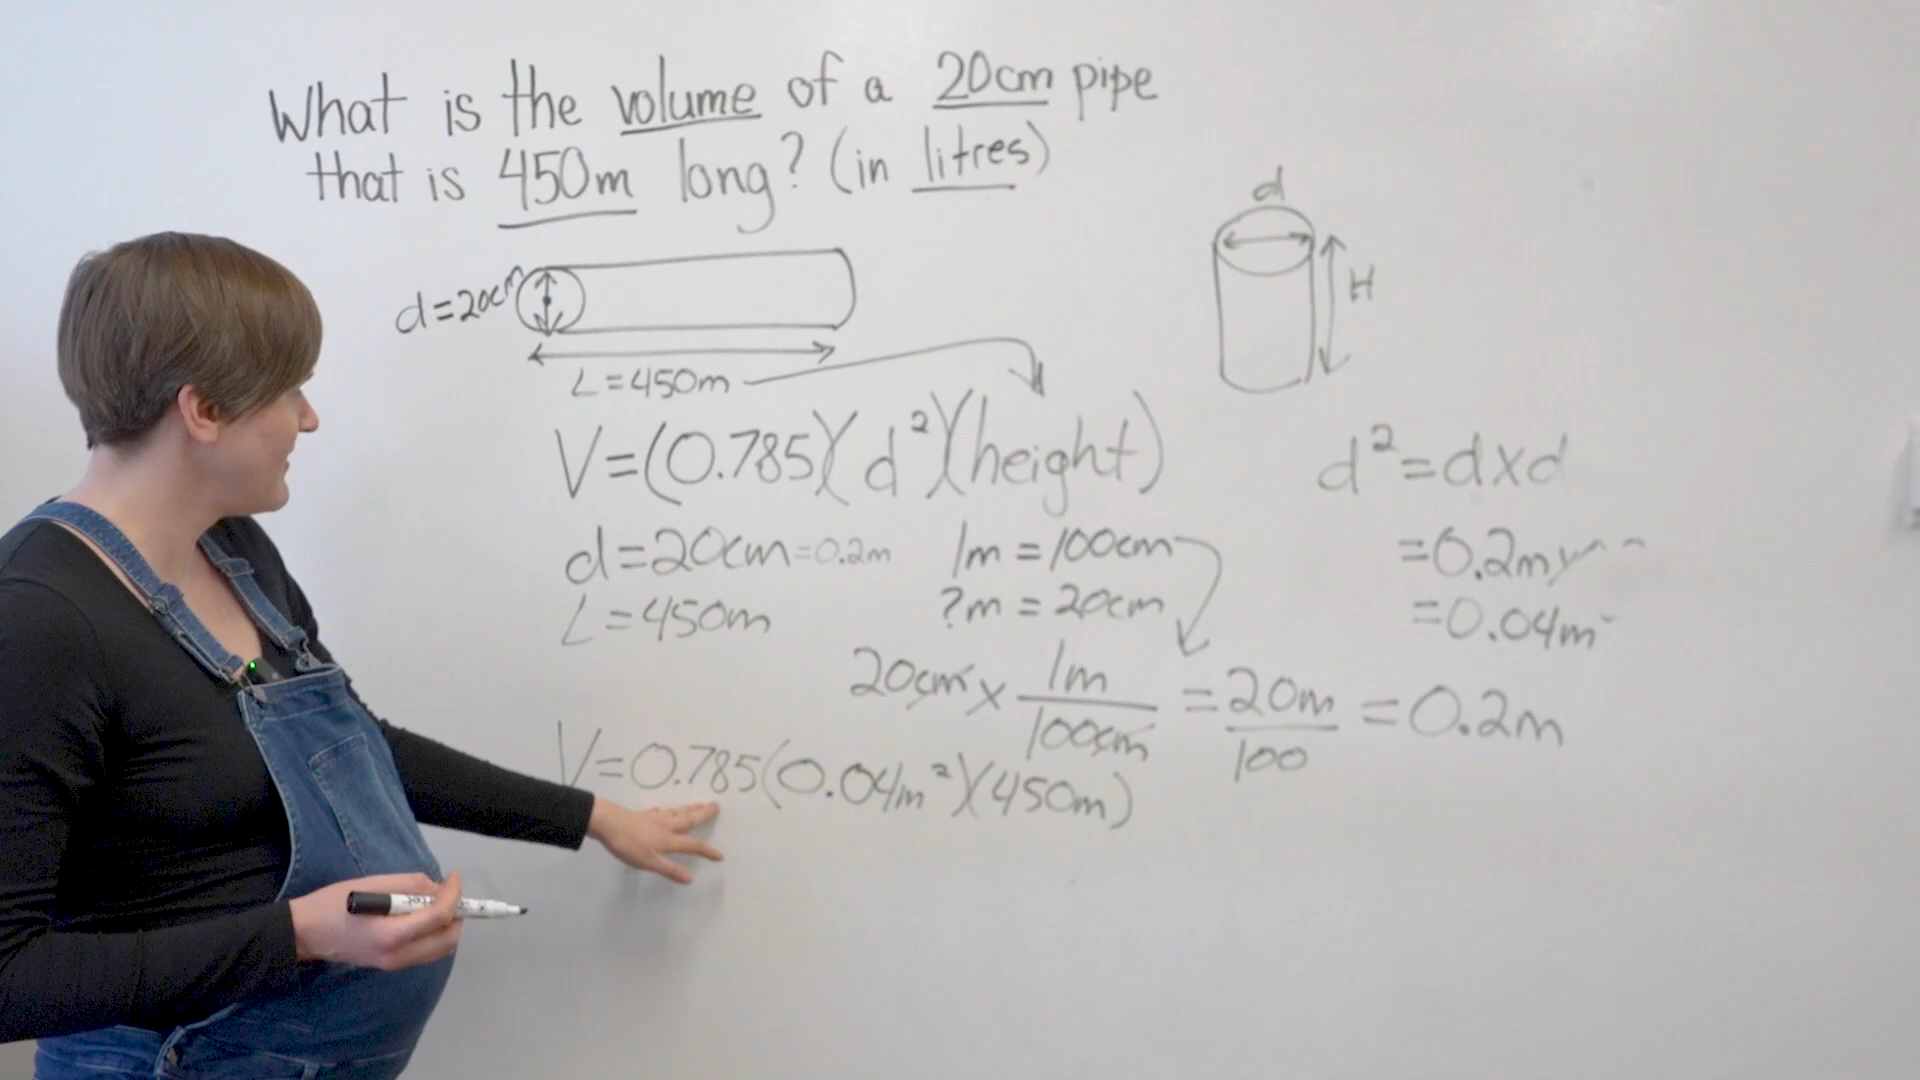 What is the volume of a 20cm pipe
that is 450m long? (in litres)
d
H
d=20cm
L=450m
V=(0.785)(d²)(height)
d²=dxd
d=20cm=0.2m
1m=100cm
=0.2m
L=450m
?m=20cm
=0.04m
20cm x 1m/100cm = 20m/100 = 0.2m
V=0.785(0.04m²)(450m)